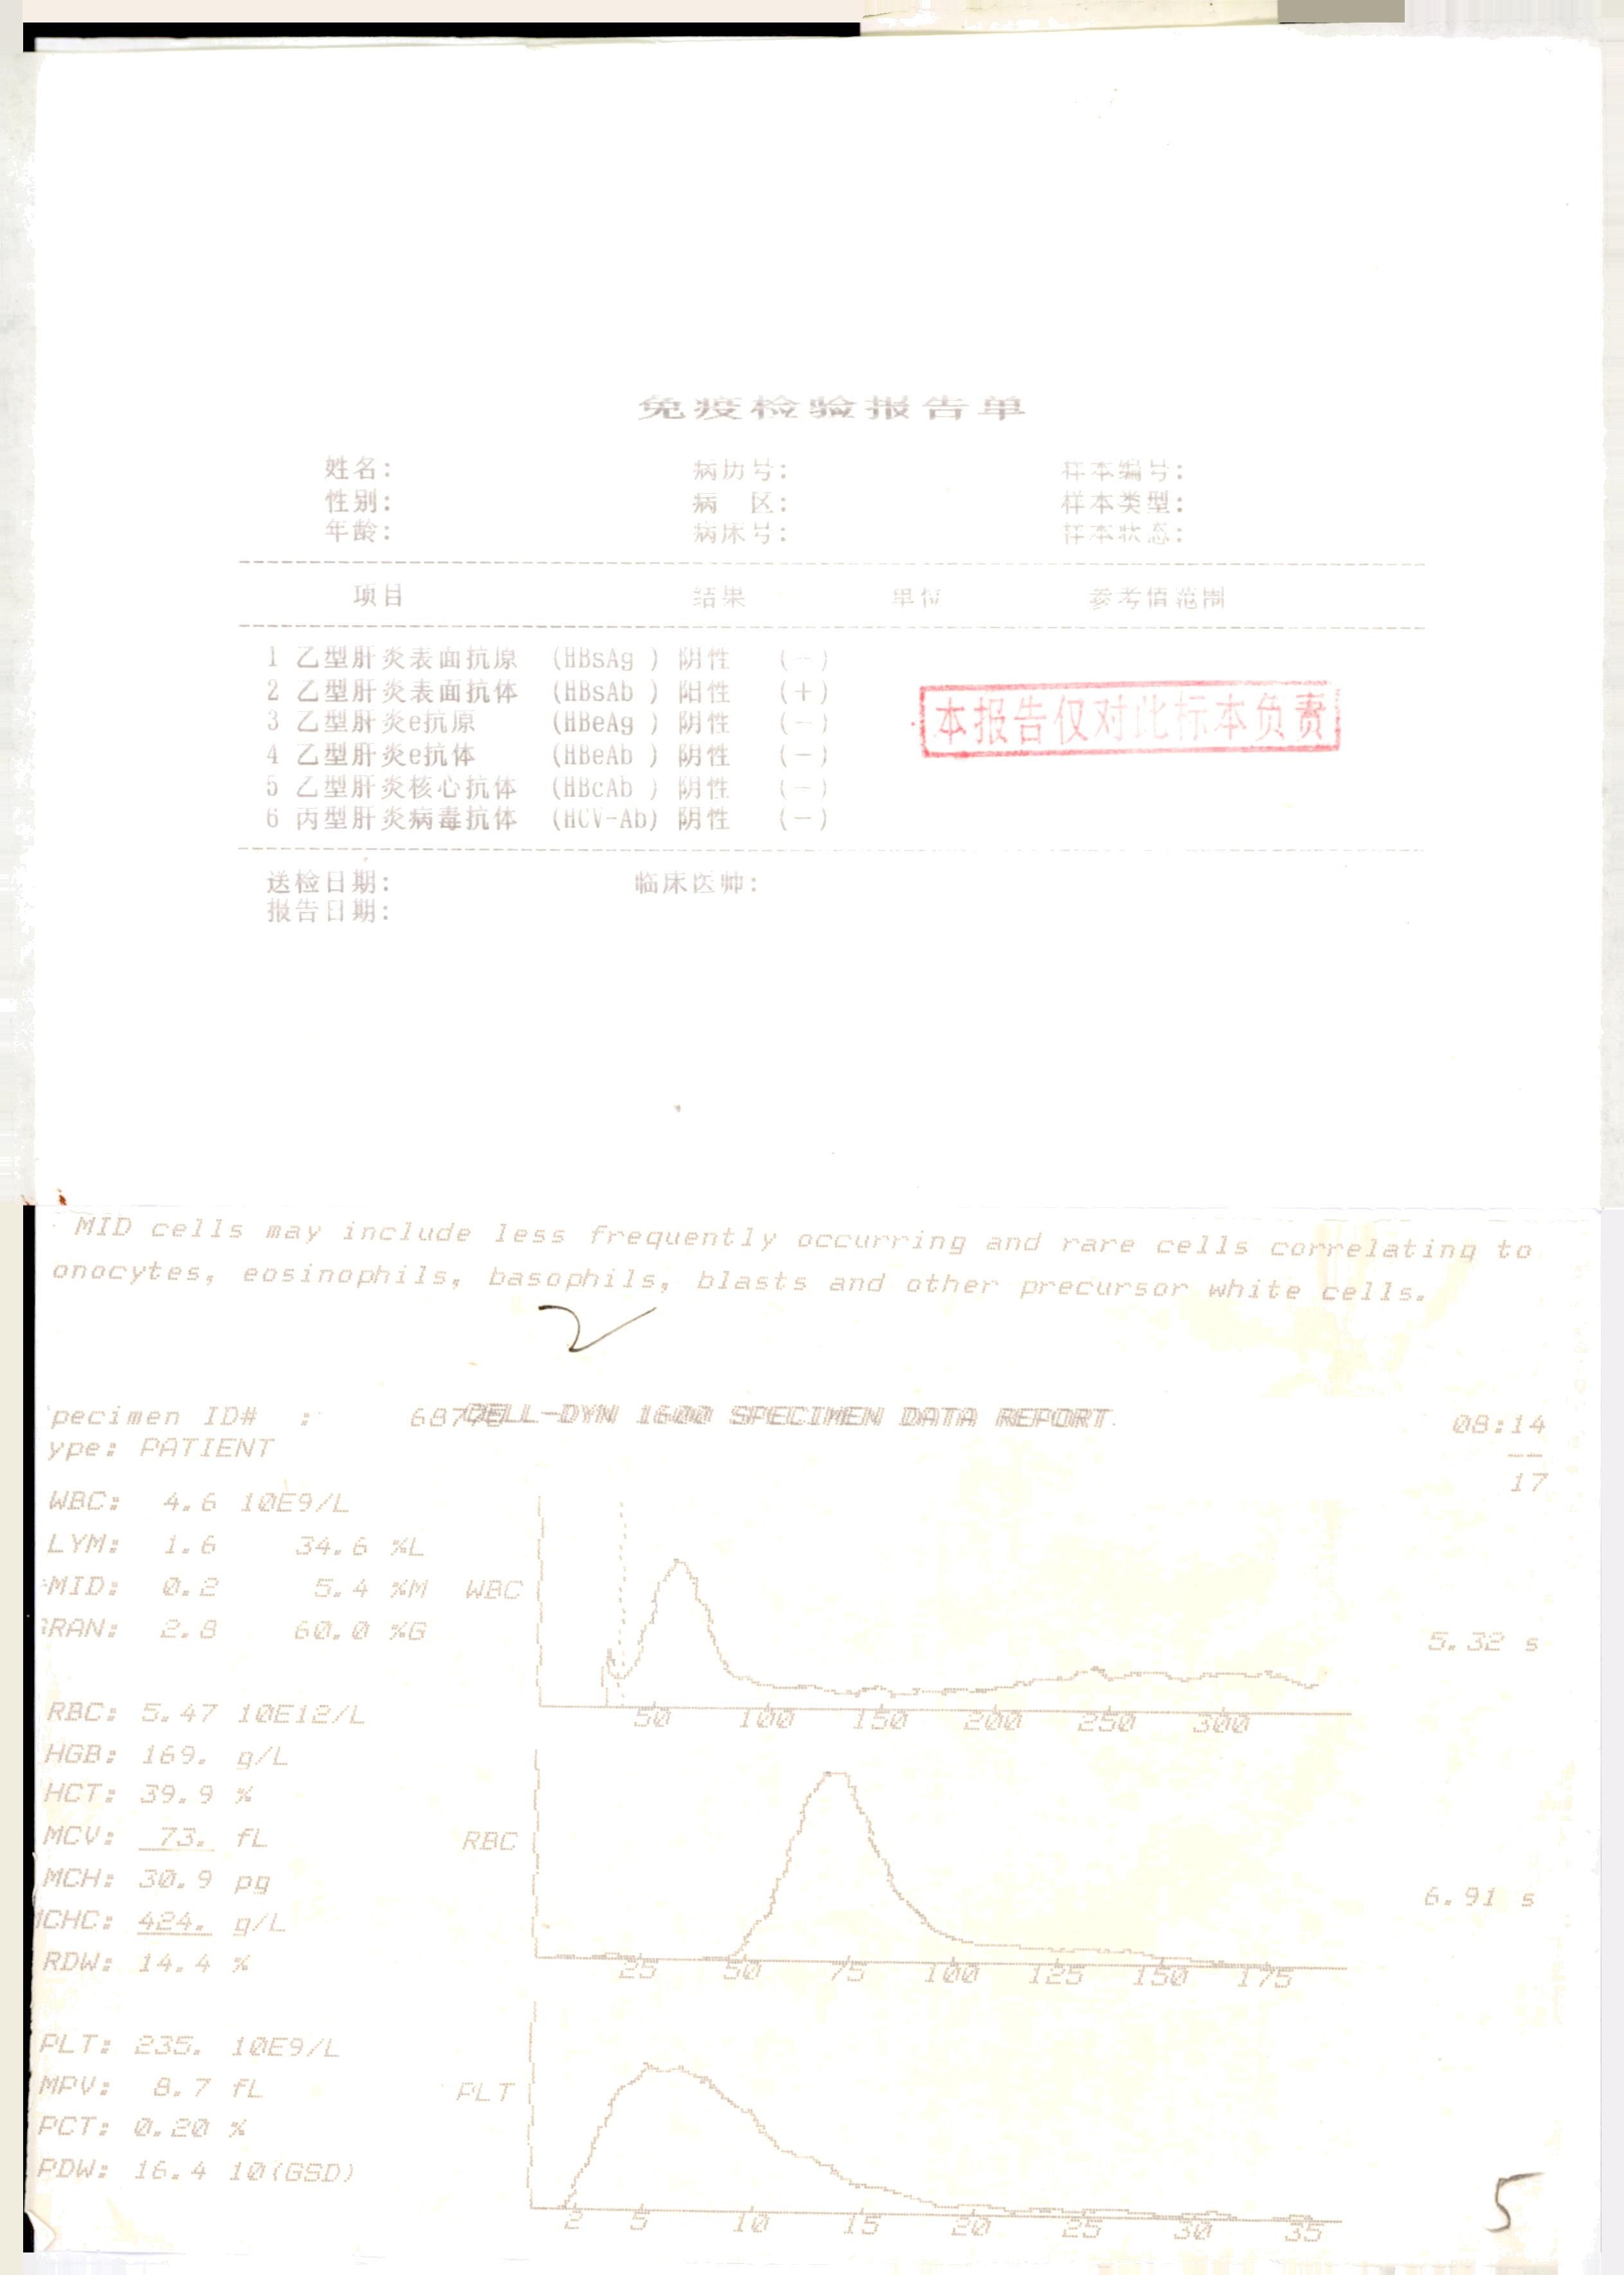 免疫检验报告单
姓名: 病历号: 样本编号:
性别: 病 区: 样本类型:
年龄: 病床号: 样本状态:
项目 结果 单位 参考值范围
1 乙型肝炎表面抗原 (HBsAg ) 阴性 (-)
2 乙型肝炎表面抗体 (HBsAb ) 阳性 (+)
3 乙型肝炎e抗原 (HBeAg ) 阴性 (-)
4 乙型肝炎e抗体 (HBeAb ) 阴性 (-)
5 乙型肝炎核心抗体 (HBcAb ) 阴性 (-)
6 丙型肝炎病毒抗体 (HCV-Ab) 阴性 (-)
本报告仅对此标本负责
送检日期: 临床医师:
报告日期:
MID cells may include less frequently occurring and rare cells correlating to
onocytes, eosinophils, basophils, blasts and other precursor white cells.
2
pecimen ID# : 68776 CELL-DYN 1600 SPECIMEN DATA REPORT 08:14
ype: PATIENT --
17
WBC: 4.6 10E9/L
LYM: 1.6 34.6 %L
MID: 0.2 5.4 %M WBC
GRAN: 2.8 60.0 %G
5.32 s
50 100 150 200 250 300
RBC: 5.47 10E12/L
HGB: 169. g/L
HCT: 39.9 %
MCV: 73. fL RBC
MCH: 30.9 pg
6.91 s
MCHC: 424. g/L
RDW: 14.4 %
25 50 75 100 125 150 175
PLT: 235. 10E9/L
MPV: 8.7 fL PLT
PCT: 0.20 %
PDW: 16.4 10(GSD)
2 5 10 15 20 25 30 35
5